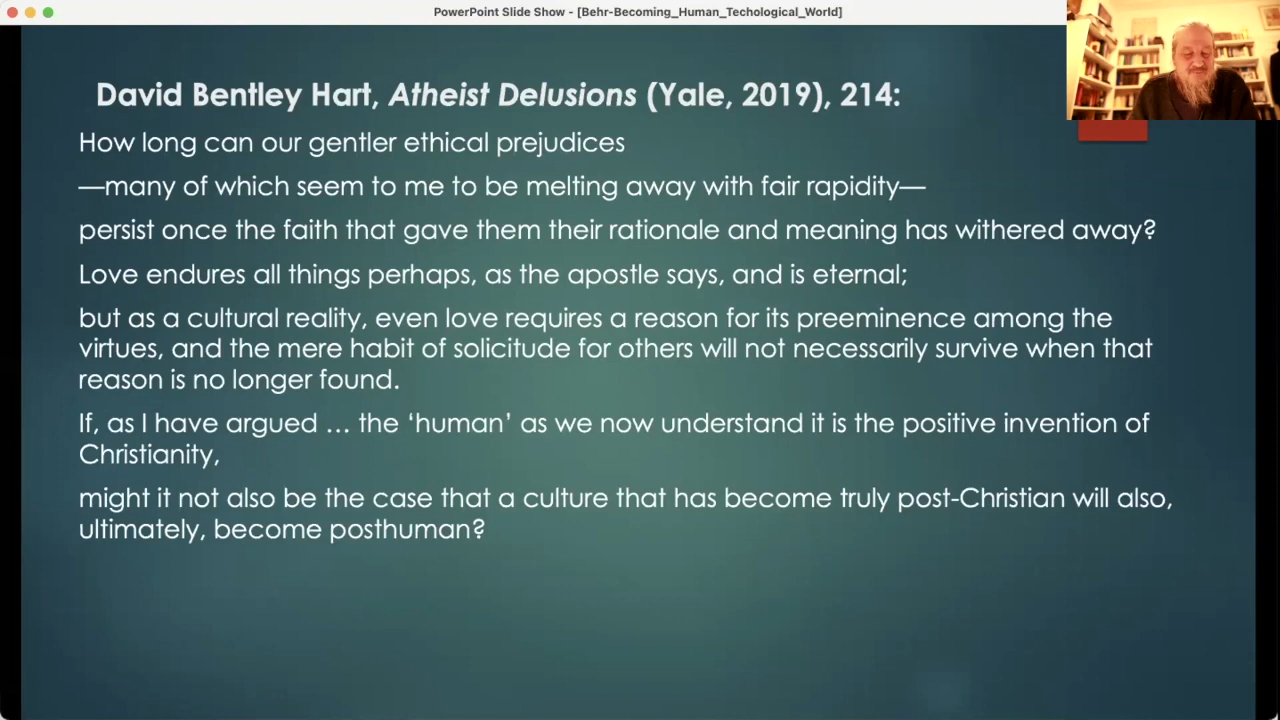 PowerPoint Slide Show - [Behr-Becoming_Human_Techological_World]
David Bentley Hart, Atheist Delusions (Yale, 2019), 214:
How long can our gentler ethical prejudices
—many of which seem to me to be melting away with fair rapidity—
persist once the faith that gave them their rationale and meaning has withered away?
Love endures all things perhaps, as the apostle says, and is eternal;
but as a cultural reality, even love requires a reason for its preeminence among the
virtues, and the mere habit of solicitude for others will not necessarily survive when that
reason is no longer found.
If, as I have argued … the ‘human’ as we now understand it is the positive invention of
Christianity,
might it not also be the case that a culture that has become truly post-Christian will also,
ultimately, become posthuman?